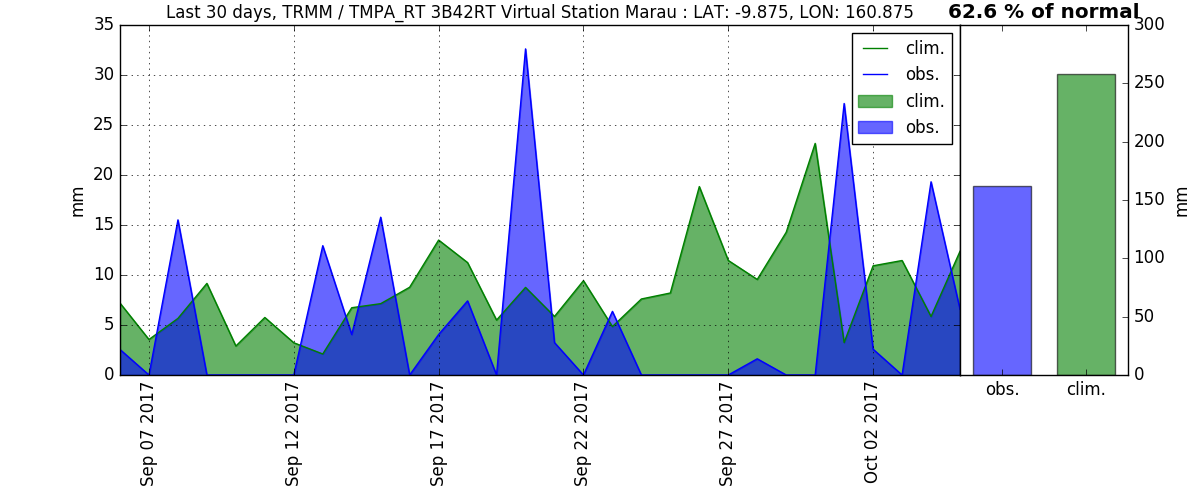 Last 30 days, TRMM / TMPA_RT 3B42RT Virtual Station Marau : LAT: -9.875, LON: 160.875
62.6 % of normal
35
30
25
20
15
10
5
0
mm
clim.
obs.
clim.
obs.
300
250
200
150
100
50
0
mm
obs.
clim.
Sep 07 2017
Sep 12 2017
Sep 17 2017
Sep 22 2017
Sep 27 2017
Oct 02 2017